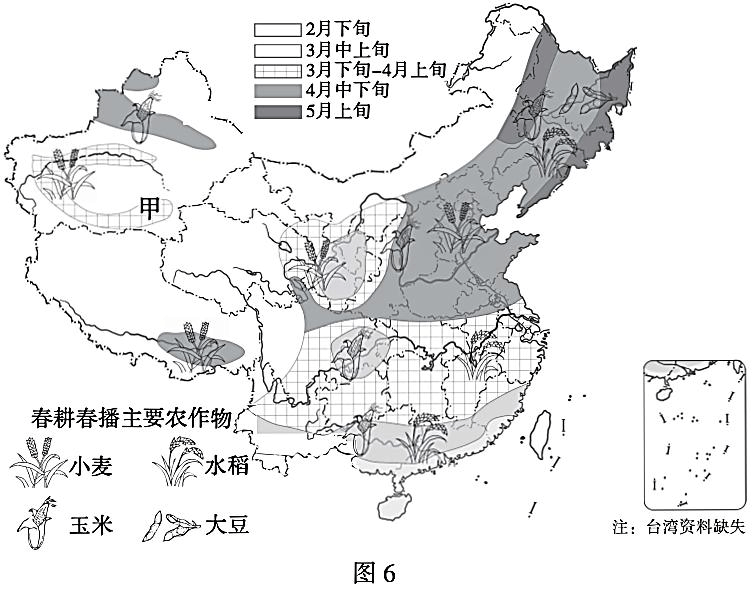 2月下旬
3月中上旬
3月下旬-4月上旬
4月中下旬
5月上旬
甲
春耕春播主要农作物
小麦
水稻
玉米
大豆
注：台湾资料缺失
图6